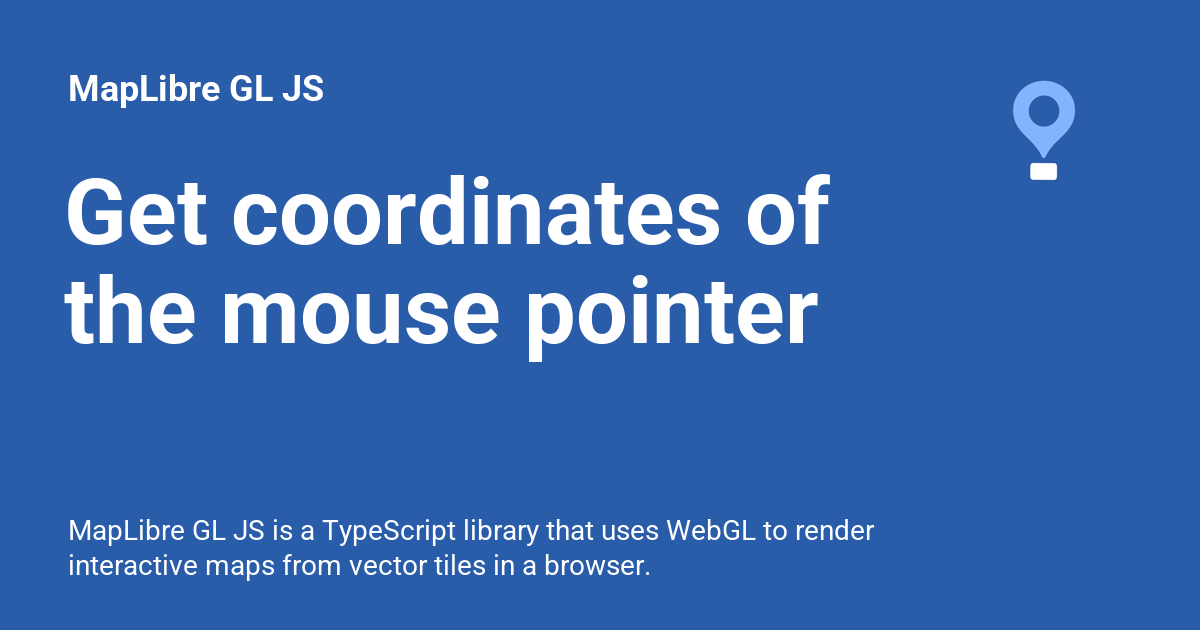 MapLibre GL JS
Get coordinates of
the mouse pointer
MapLibre GL JS is a TypeScript library that uses WebGL to render
interactive maps from vector tiles in a browser.